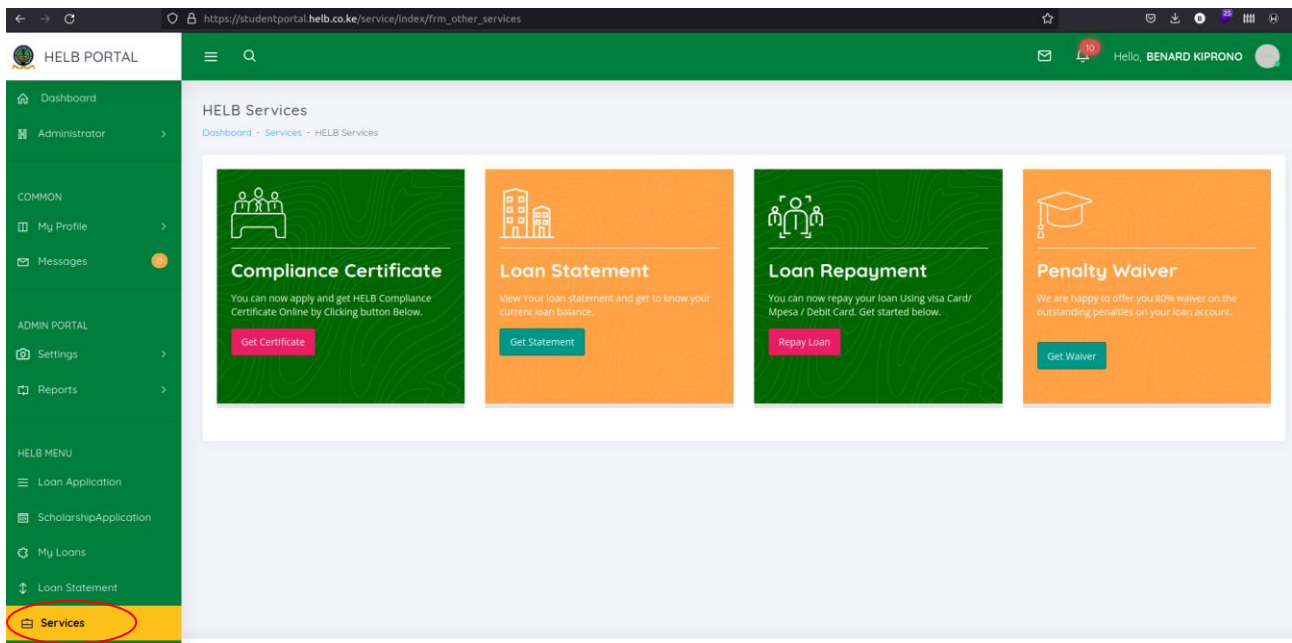 https://studentportal.helb.co.ke/service/index/frm_other_services
25
HELB PORTAL
10
Hello, BENARD KIPRONO
Dashboard
Administrator
COMMON
My Profile
Messages
0
ADMIN PORTAL
Settings
Reports
HELB MENU
Loan Application
ScholarshipApplication
My Loans
Loan Statement
Services
HELB Services
Dashboard - Services - HELB Services
Compliance Certificate
You can now apply and get HELB Compliance
Certificate Online by Clicking button Below.
Get Certificate
Loan Statement
View Your loan statement and get to know your
current loan balance.
Get Statement
Loan Repayment
You can now repay your loan Using visa Card/
Mpesa / Debit Card. Get started below.
Repay Loan
Penalty Waiver
We are happy to offer you 80% waiver on the
outstanding penalties on your loan account.
Get Waiver